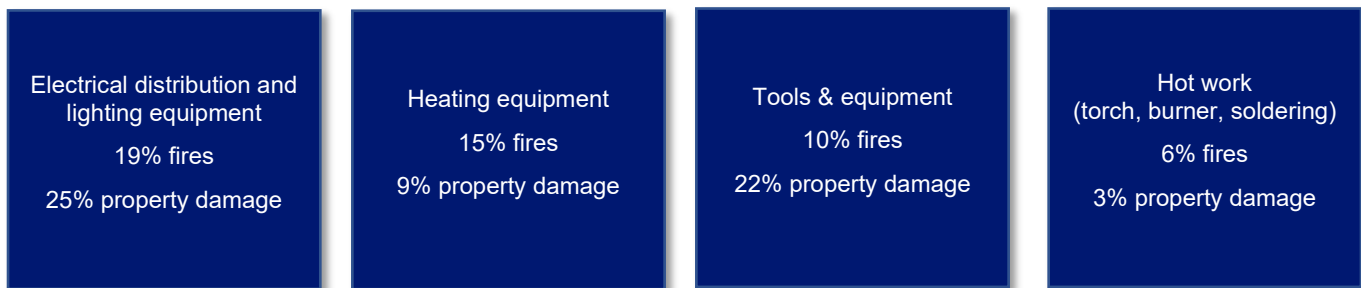 Electrical distribution and
lighting equipment
19% fires
25% property damage
Heating equipment
15% fires
9% property damage
Tools & equipment
10% fires
22% property damage
Hot work
(torch, burner, soldering)
6% fires
3% property damage